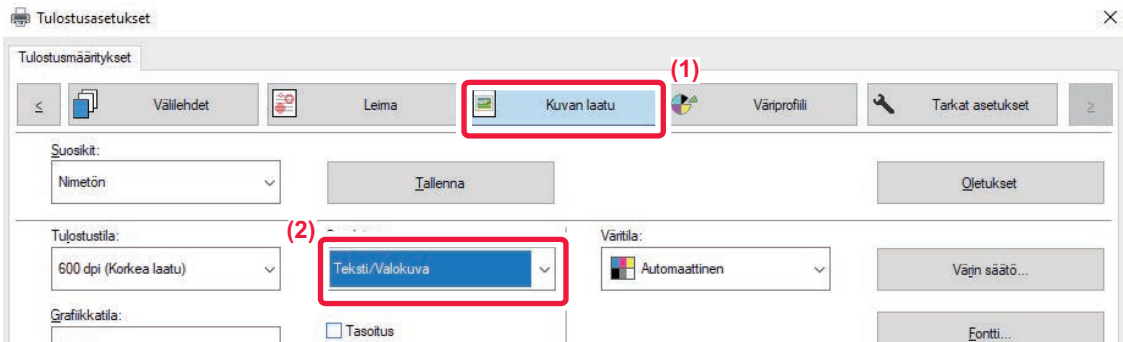 Tulostusasetukset
Tulostusmääritykset
(1)
< Välilehdet Leima Kuvan laatu Väriprofiili Tarkat asetukset >
Suosikit:
Nimetön Tallenna Oletukset
Tulostustila: (2) Väritila:
600 dpi (Korkea laatu) Teksti/Valokuva Automaattinen Värin säätö...
Grafiikkatila:
Tasoitus Fontti...